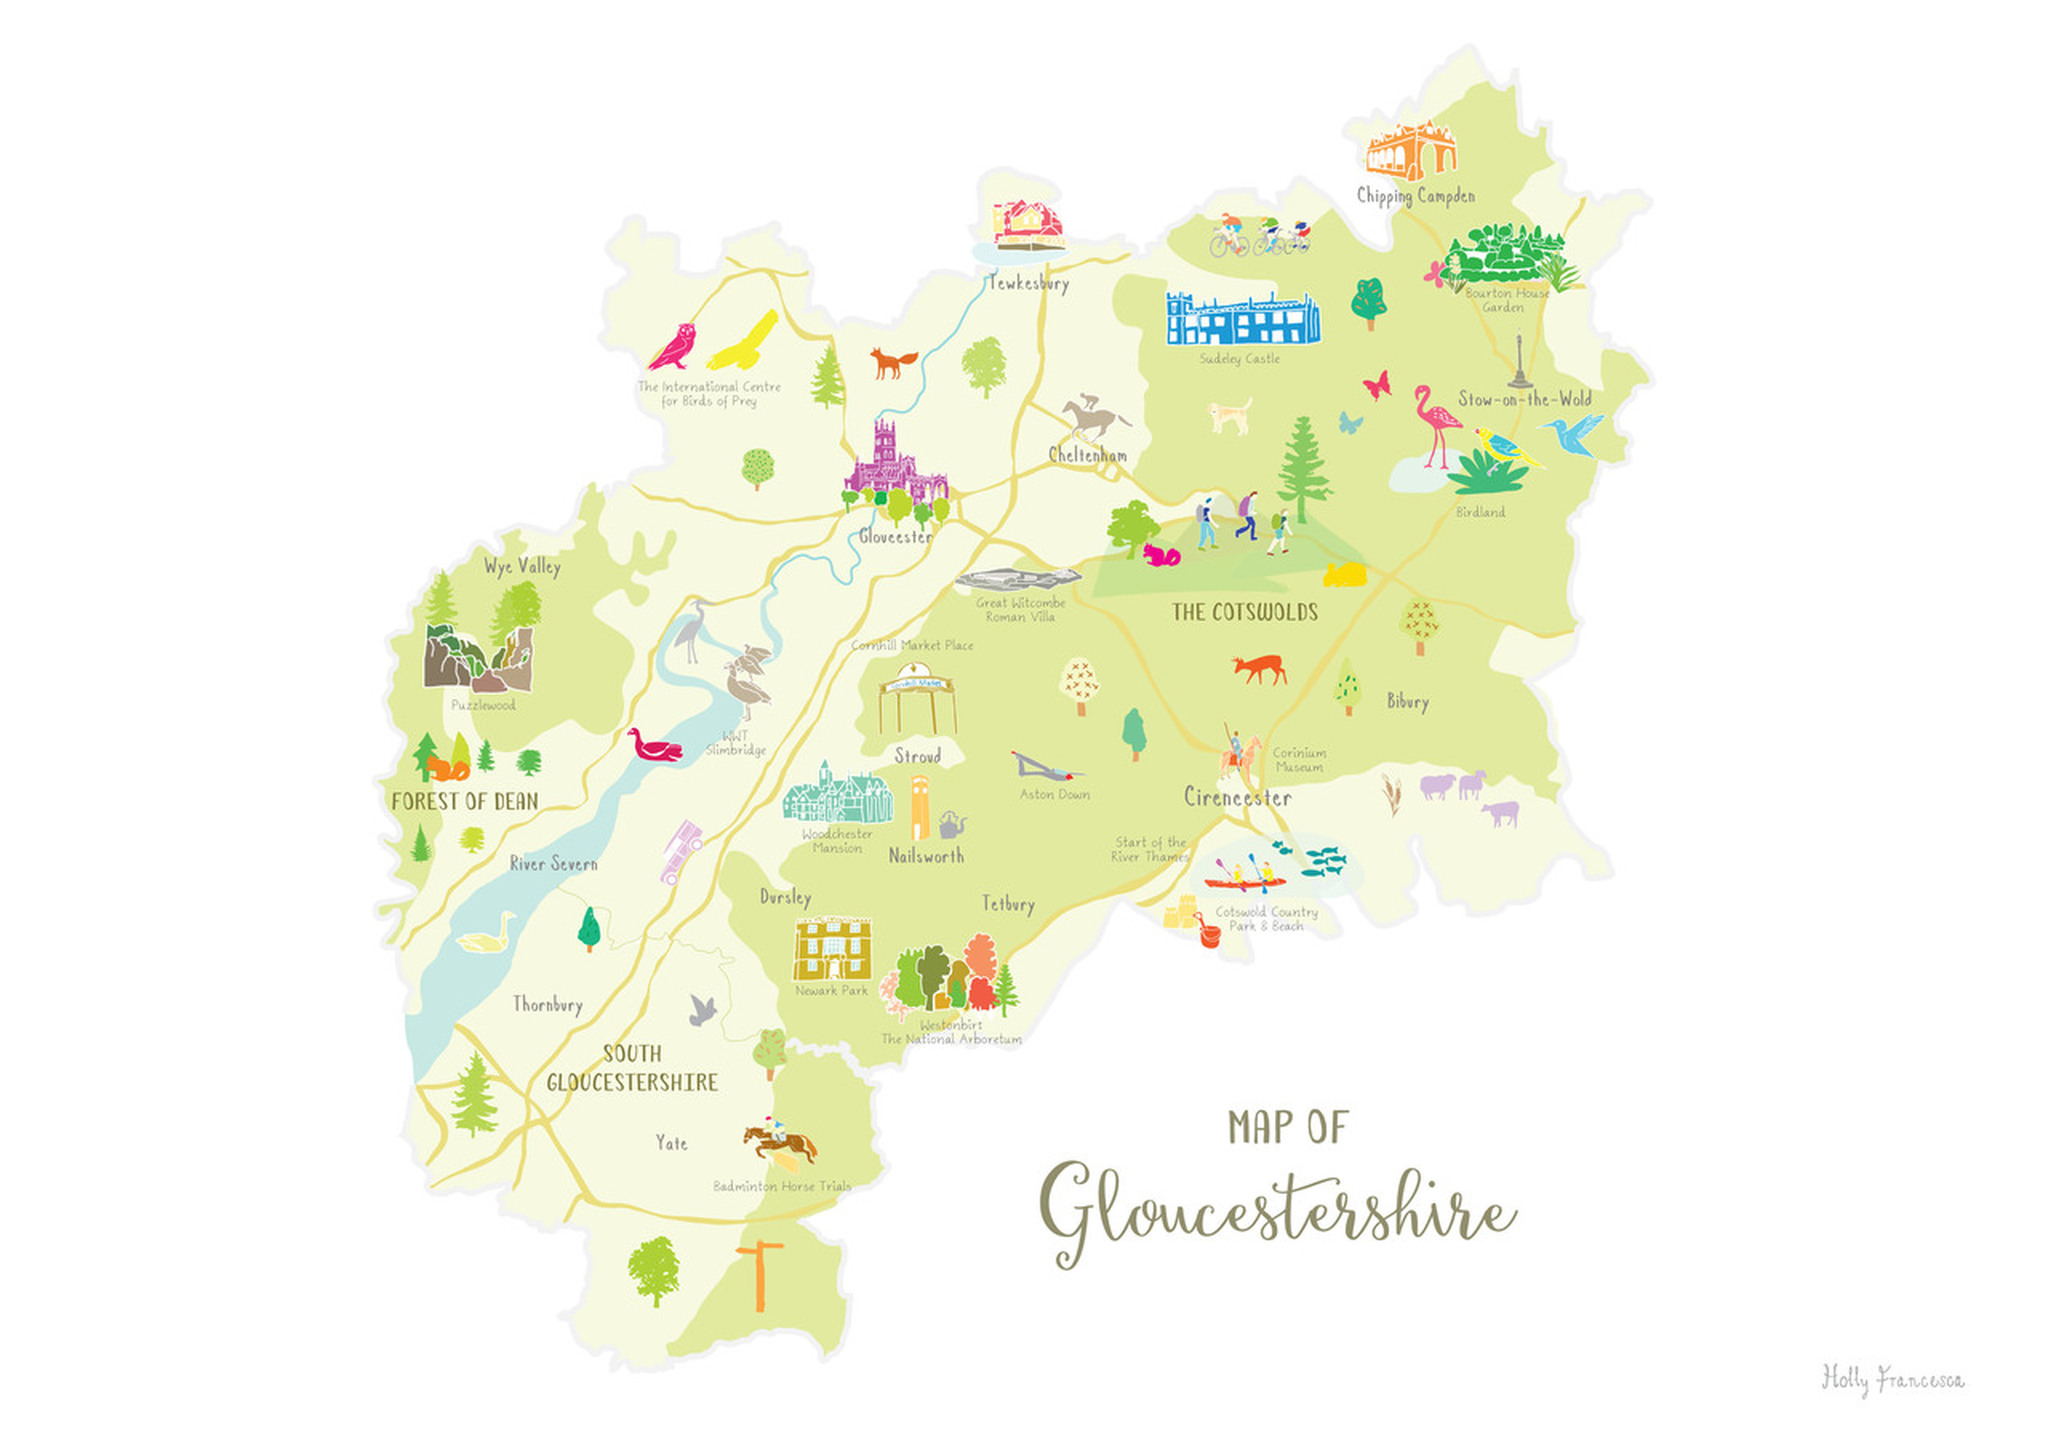 Chipping Campden
Tewkesbury
Bourton House
Garden
Sudeley Castle
The International Centre
for Birds of Prey
Stow-on-the-Wold
Cheltenham
Birdland
Gloucester
Wye Valley
Great Witcombe
Roman Villa
THE COTSWOLDS
Cornhill Market Place
Cornhill Market
Puzzlewood
Bibury
WWT
Slimbridge
Stroud
Corinium
Museum
Aston Down
Cirencester
FOREST OF DEAN
Woodchester
Mansion
Nailsworth
Start of the
River Thames
River Severn
Dursley
Tetbury
Cotswold Country
Park & Beach
Newark Park
Thornbury
Westonbirt
The National Arboretum
SOUTH
GLOUCESTERSHIRE
Yate
Badminton Horse Trials
MAP OF
Gloucestershire
Holly Francesca